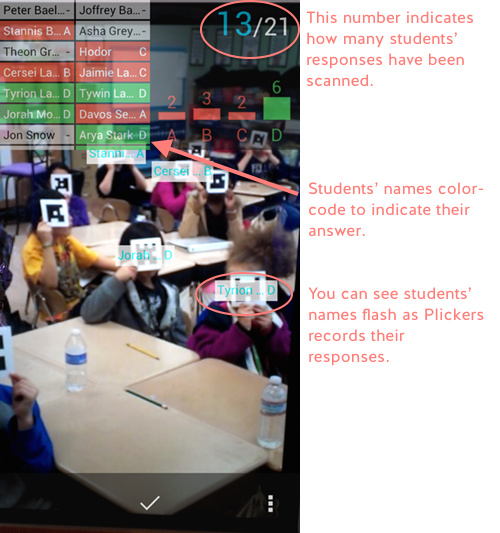 Peter Bael... - Joffrey Ba... -
Stannis B... A Asha Grey... -
Theon Gr... - Hodor C
Cersei La... B Jaimie La... C
Tyrion La... D Tywin La... D
Jorah Mo... D Davos Se... A
Jon Snow - Arya Stark D
13/21
2 3 2 6
A B C D
Stanni... A
Cersei ... B
Jorah ... D
Tyrion ... D
This number indicates
how many students’
responses have been
scanned.
Students’ names color-
code to indicate their
answer.
You can see students’
names flash as Plickers
records their
responses.